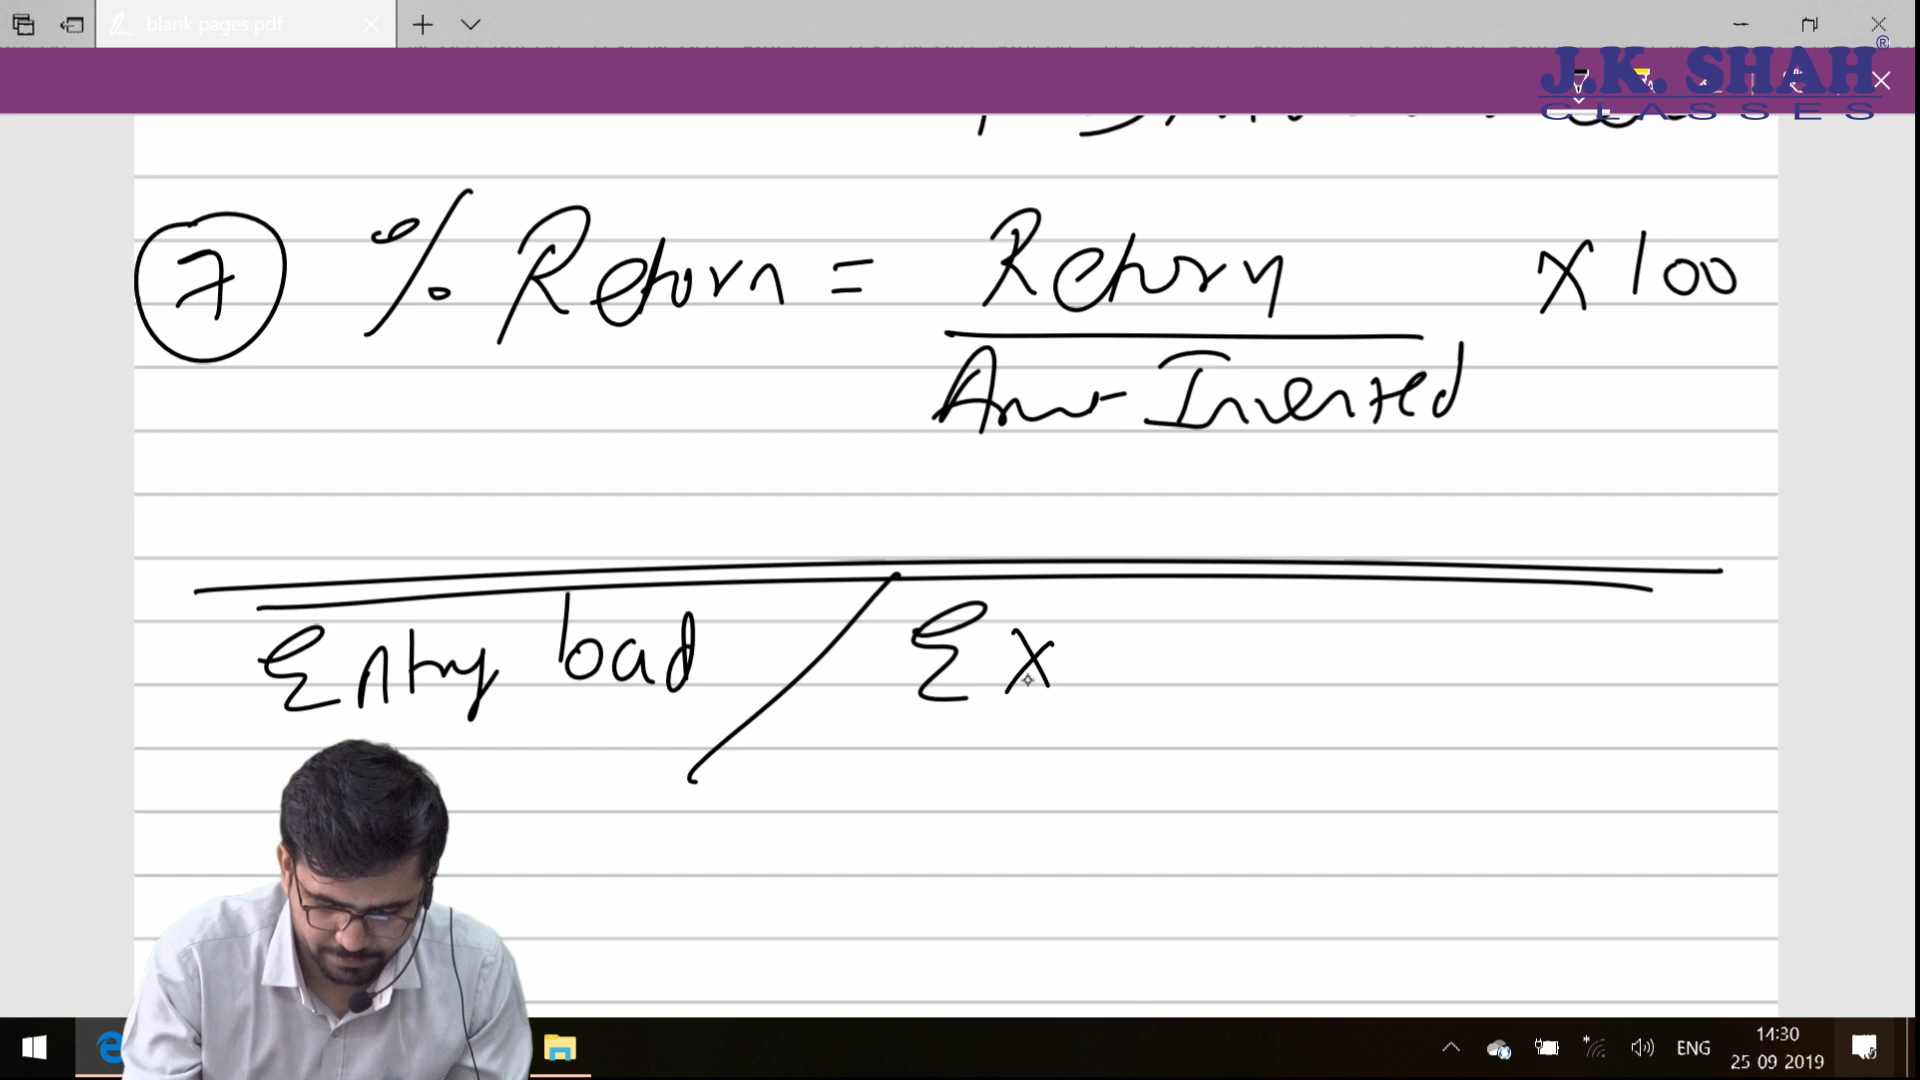 blank pages.pdf
J.K. SHAH®
CLASSES
7 % Return = Return × 100
Amt Invested
Entry load / Ex
ENG
14:30
25-09-2019